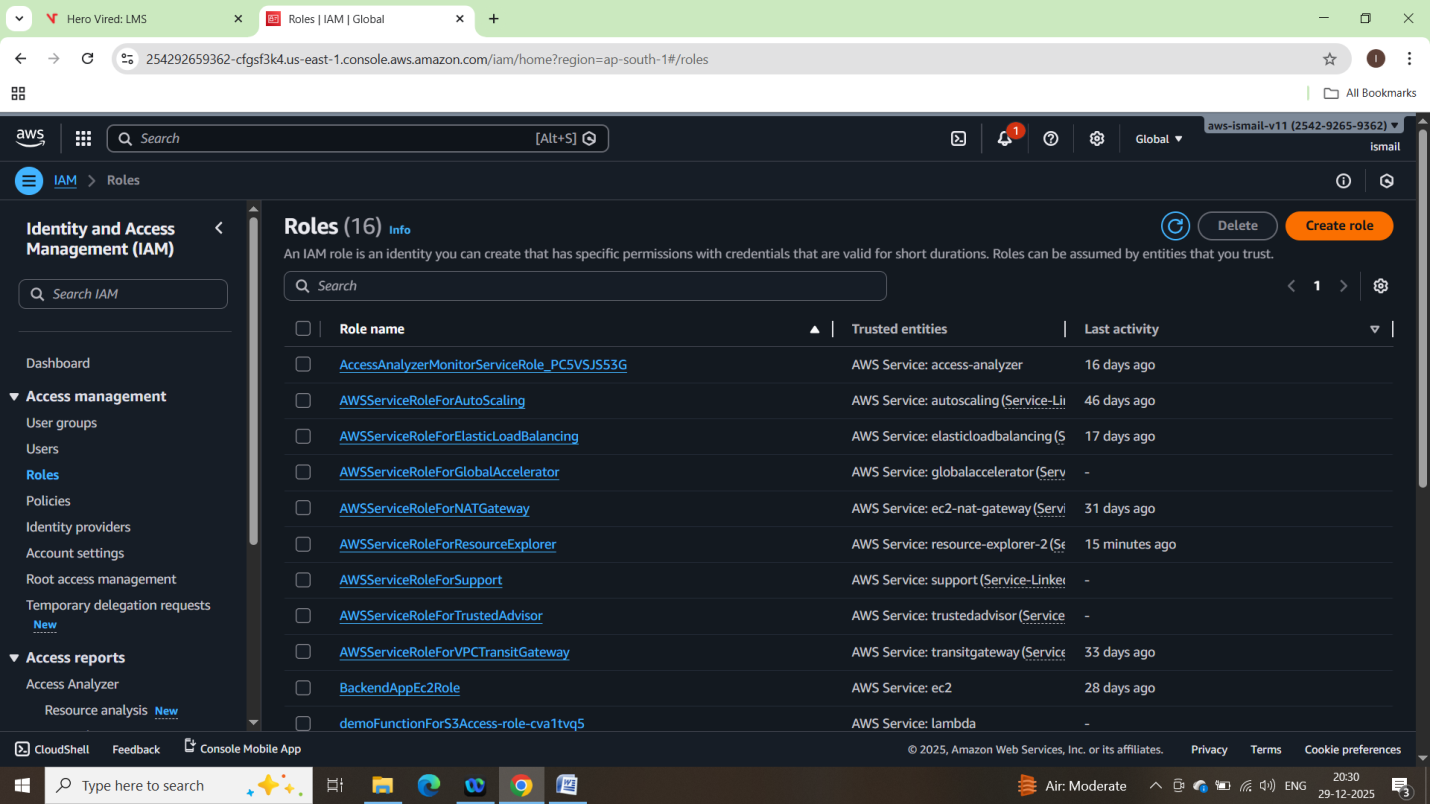 Hero Vired: LMS
Roles | IAM | Global
254292659362-cfgsf3k4.us-east-1.console.aws.amazon.com/iam/home?region=ap-south-1#/roles
I
All Bookmarks
aws
Search [Alt+S]
1
Global
aws-ismail-v11 (2542-9265-9362)
ismail
IAM > Roles
Identity and Access
Management (IAM)
Search IAM
Dashboard
Access management
User groups
Users
Roles
Policies
Identity providers
Account settings
Root access management
Temporary delegation requests
New
Access reports
Access Analyzer
Resource analysis New
Roles (16) Info
Delete
Create role
An IAM role is an identity you can create that has specific permissions with credentials that are valid for short durations. Roles can be assumed by entities that you trust.
Search
1
Role name Trusted entities Last activity
AccessAnalyzerMonitorServiceRole_PC5VSJS53G AWS Service: access-analyzer 16 days ago
AWSServiceRoleForAutoScaling AWS Service: autoscaling (Service-Li 46 days ago
AWSServiceRoleForElasticLoadBalancing AWS Service: elasticloadbalancing (S 17 days ago
AWSServiceRoleForGlobalAccelerator AWS Service: globalaccelerator (Serv -
AWSServiceRoleForNATGateway AWS Service: ec2-nat-gateway (Servi 31 days ago
AWSServiceRoleForResourceExplorer AWS Service: resource-explorer-2 (Se 15 minutes ago
AWSServiceRoleForSupport AWS Service: support (Service-Linked -
AWSServiceRoleForTrustedAdvisor AWS Service: trustedadvisor (Service -
AWSServiceRoleForVPCTransitGateway AWS Service: transitgateway (Service 33 days ago
BackendAppEc2Role AWS Service: ec2 28 days ago
demoFunctionForS3Access-role-cva1tvq5 AWS Service: lambda -
CloudShell Feedback Console Mobile App © 2025, Amazon Web Services, Inc. or its affiliates. Privacy Terms Cookie preferences
Type here to search
Air: Moderate
ENG
20:30
29-12-2025
3